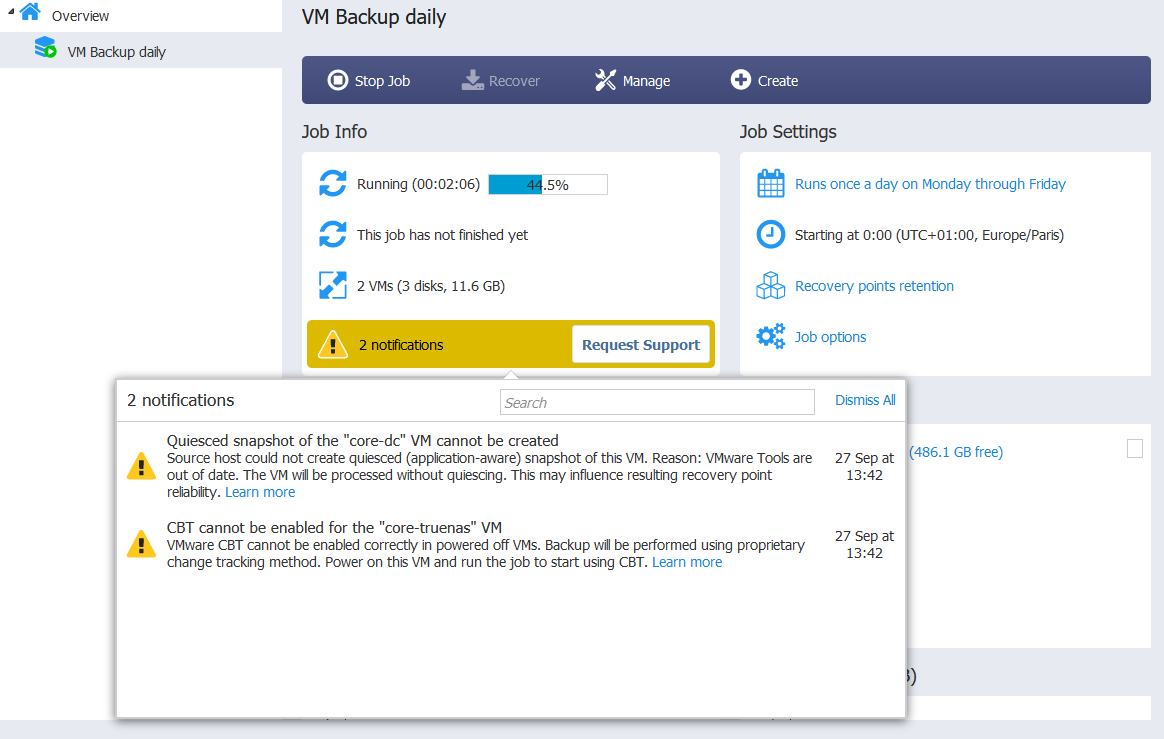 Overview
VM Backup daily
VM Backup daily
Stop Job
Recover
Manage
Create
Job Info
Running (00:02:06)
44.5%
This job has not finished yet
2 VMs (3 disks, 11.6 GB)
2 notifications
Request Support
Job Settings
Runs once a day on Monday through Friday
Starting at 0:00 (UTC+01:00, Europe/Paris)
Recovery points retention
Job options
2 notifications
Search
Dismiss All
Quiesced snapshot of the "core-dc" VM cannot be created
Source host could not create quiesced (application-aware) snapshot of this VM. Reason: VMware Tools are
out of date. The VM will be processed without quiescing. This may influence resulting recovery point
reliability. Learn more
27 Sep at
13:42
CBT cannot be enabled for the "core-truenas" VM
VMware CBT cannot be enabled correctly in powered off VMs. Backup will be performed using proprietary
change tracking method. Power on this VM and run the job to start using CBT. Learn more
27 Sep at
13:42
(486.1 GB free)